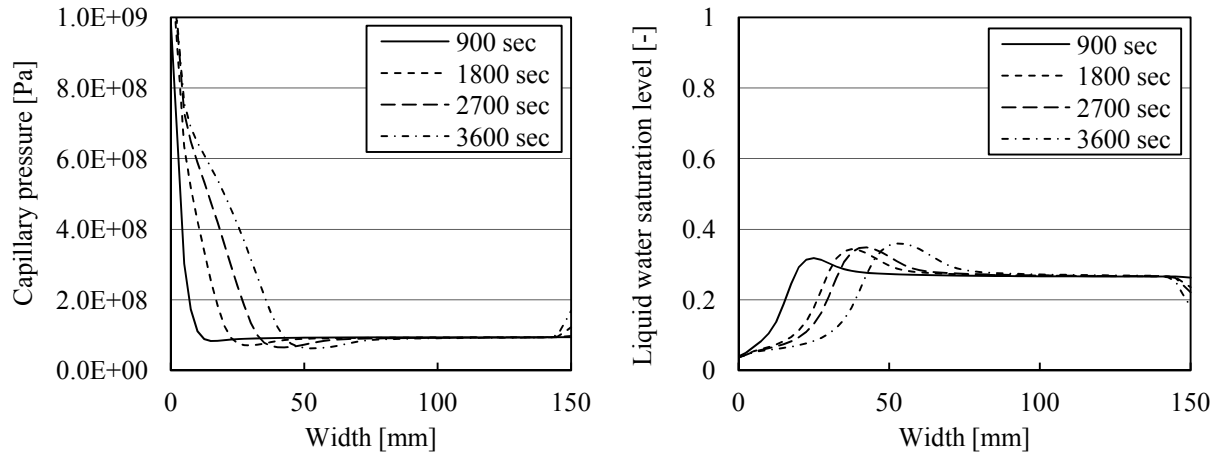 Capillary pressure [Pa]
1.0E+09
8.0E+08
6.0E+08
4.0E+08
2.0E+08
0.0E+00
0 50 100 150
Width [mm]
900 sec
1800 sec
2700 sec
3600 sec
Liquid water saturation level [-]
1
0.8
0.6
0.4
0.2
0
0 50 100 150
Width [mm]
900 sec
1800 sec
2700 sec
3600 sec